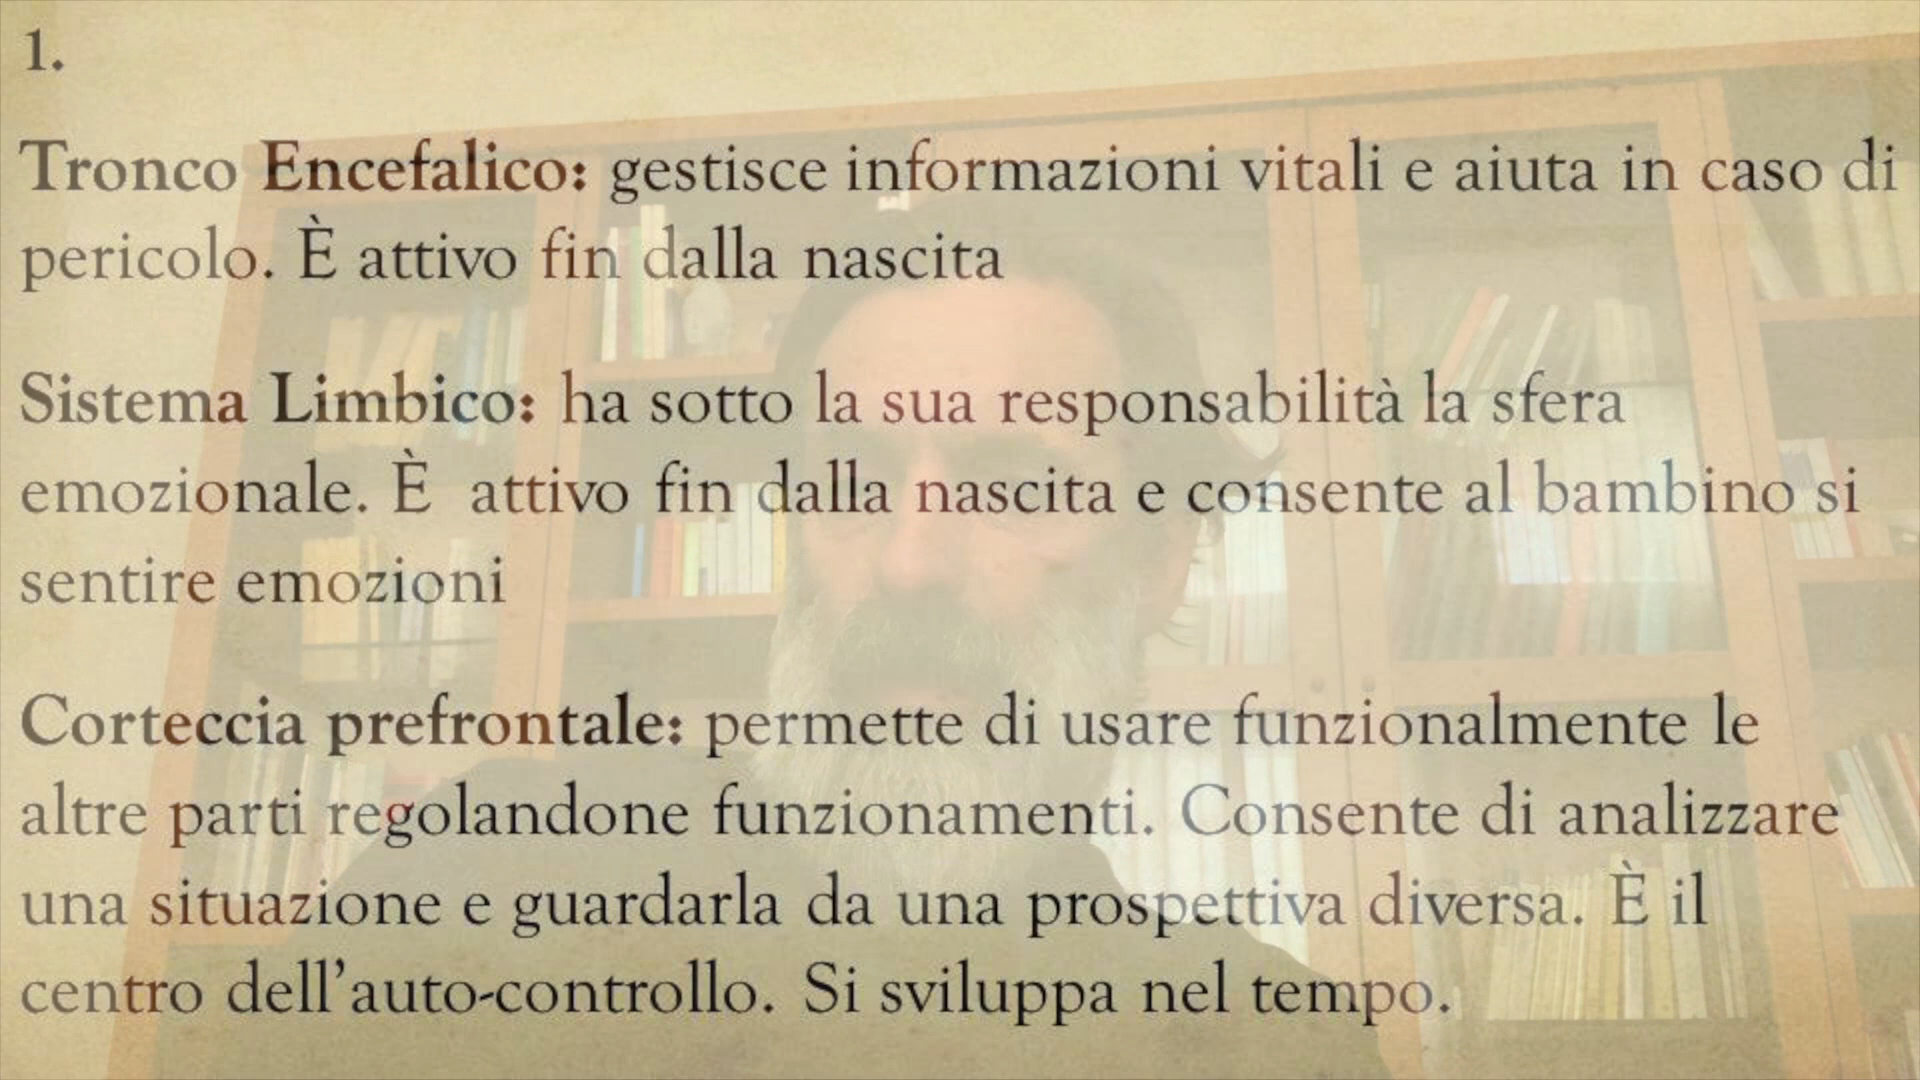 1.
Tronco Encefalico: gestisce informazioni vitali e aiuta in caso di
pericolo. È attivo fin dalla nascita
Sistema Limbico: ha sotto la sua responsabilità la sfera
emozionale. È  attivo fin dalla nascita e consente al bambino si
sentire emozioni
Corteccia prefrontale: permette di usare funzionalmente le
altre parti regolandone funzionamenti. Consente di analizzare
una situazione e guardarla da una prospettiva diversa. È il
centro dell'auto-controllo. Si sviluppa nel tempo.